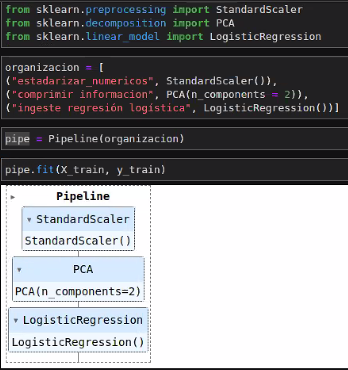 from sklearn.preprocessing import StandardScaler
from sklearn.decomposition import PCA
from sklearn.linear_model import LogisticRegression
organizacion = [
("estadarizar_numericos", StandardScaler()),
("comprimir informacion", PCA(n_components = 2)),
("ingeste regresión logística", LogisticRegression())]
pipe = Pipeline(organizacion)
pipe.fit(X_train, y_train)
Pipeline
StandardScaler
StandardScaler()
PCA
PCA(n_components=2)
LogisticRegression
LogisticRegression()